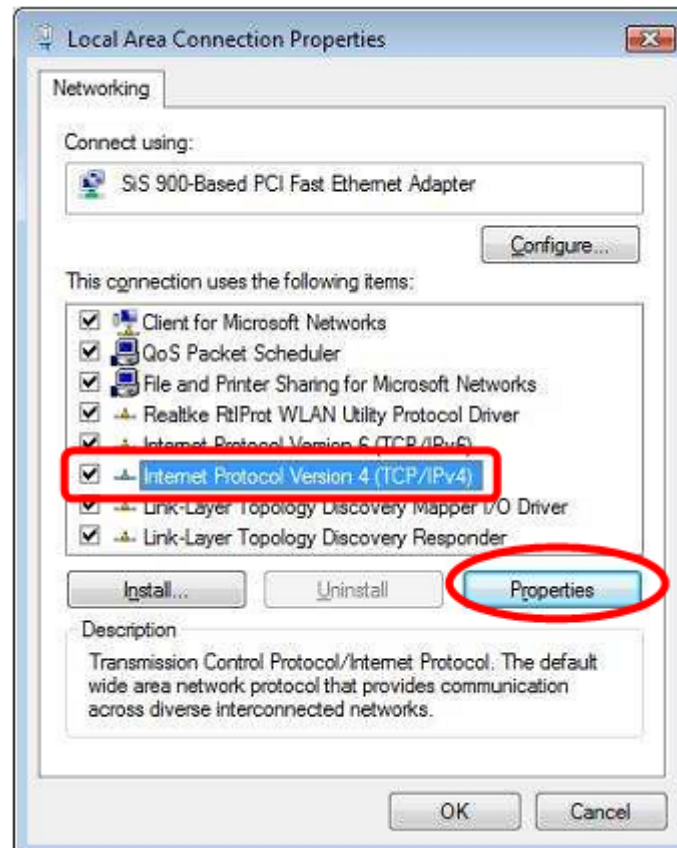 Local Area Connection Properties
Networking
Connect using:
SiS 900-Based PCI Fast Ethernet Adapter
Configure...
This connection uses the following items:
Client for Microsoft Networks
QoS Packet Scheduler
File and Printer Sharing for Microsoft Networks
Realtke RtlProt WLAN Utility Protocol Driver
Internet Protocol Version 6 (TCP/IPv6)
Internet Protocol Version 4 (TCP/IPv4)
Link-Layer Topology Discovery Mapper I/O Driver
Link-Layer Topology Discovery Responder
Install... Uninstall Properties
Description
Transmission Control Protocol/Internet Protocol. The default
wide area network protocol that provides communication
across diverse interconnected networks.
OK Cancel